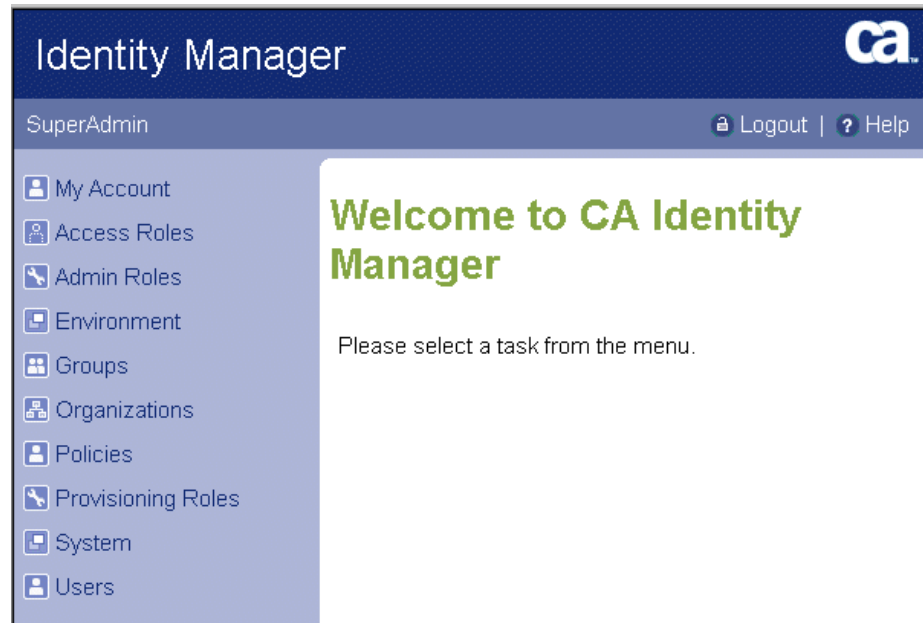 Identity Manager
ca
SuperAdmin
Logout | ? Help
My Account
Access Roles
Admin Roles
Environment
Groups
Organizations
Policies
Provisioning Roles
System
Users
Welcome to CA Identity
Manager
Please select a task from the menu.